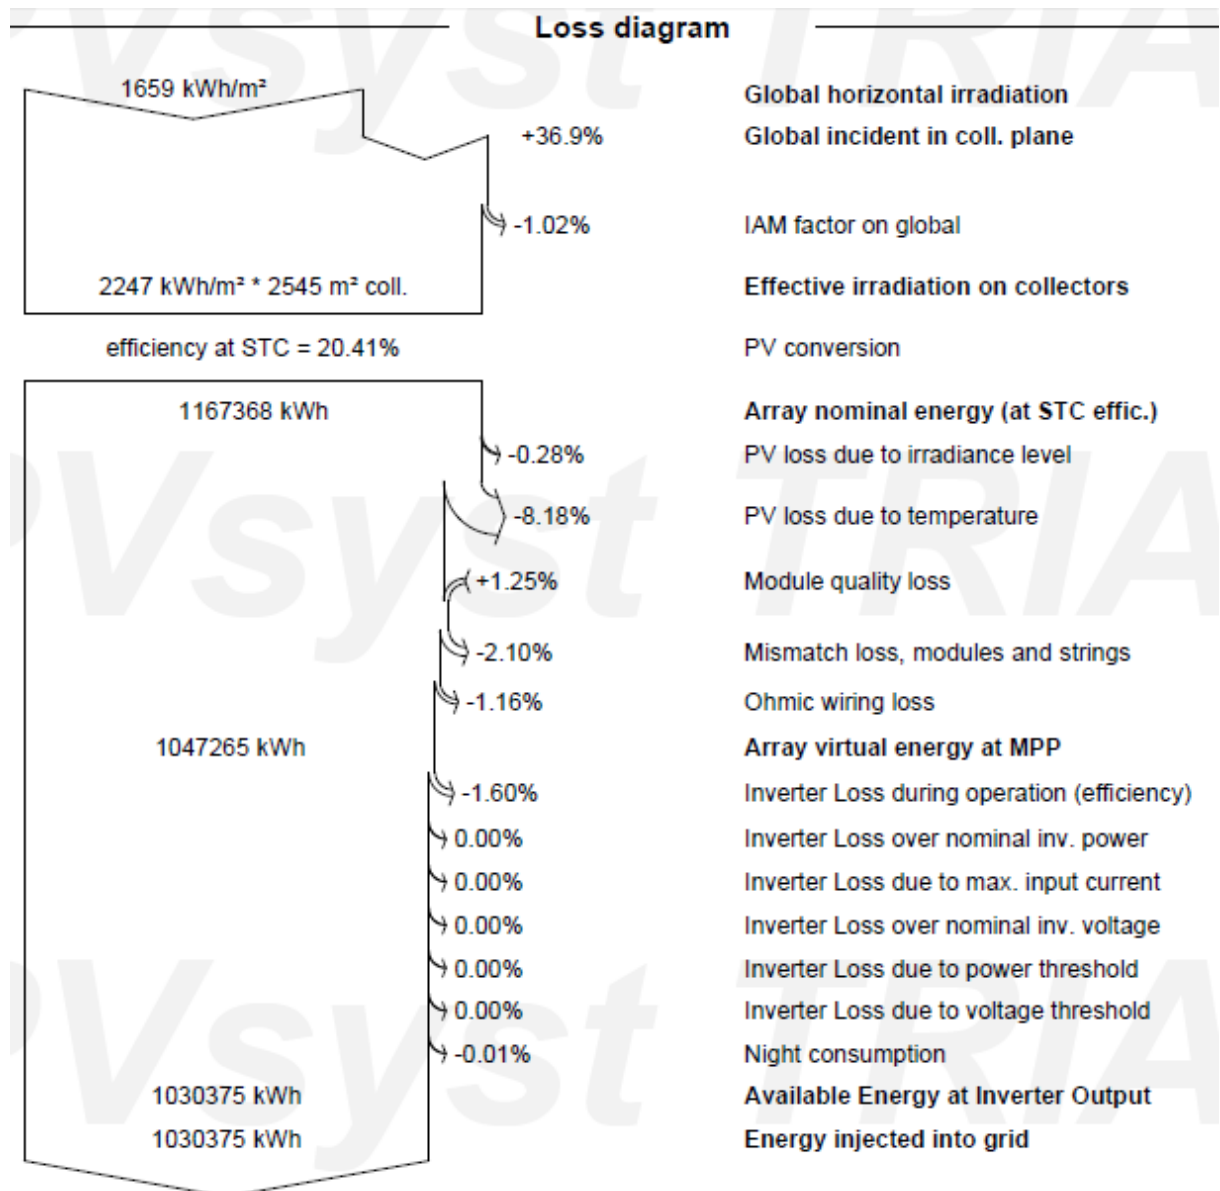 Loss diagram
1659 kWh/m² Global horizontal irradiation
+36.9% Global incident in coll. plane
-1.02% IAM factor on global
2247 kWh/m² * 2545 m² coll. Effective irradiation on collectors
efficiency at STC = 20.41% PV conversion
1167368 kWh Array nominal energy (at STC effic.)
-0.28% PV loss due to irradiance level
-8.18% PV loss due to temperature
+1.25% Module quality loss
-2.10% Mismatch loss, modules and strings
-1.16% Ohmic wiring loss
1047265 kWh Array virtual energy at MPP
-1.60% Inverter Loss during operation (efficiency)
0.00% Inverter Loss over nominal inv. power
0.00% Inverter Loss due to max. input current
0.00% Inverter Loss over nominal inv. voltage
0.00% Inverter Loss due to power threshold
0.00% Inverter Loss due to voltage threshold
-0.01% Night consumption
1030375 kWh Available Energy at Inverter Output
1030375 kWh Energy injected into grid
PVsyst TRIA
PVsyst TRIA
PVsyst TRIA